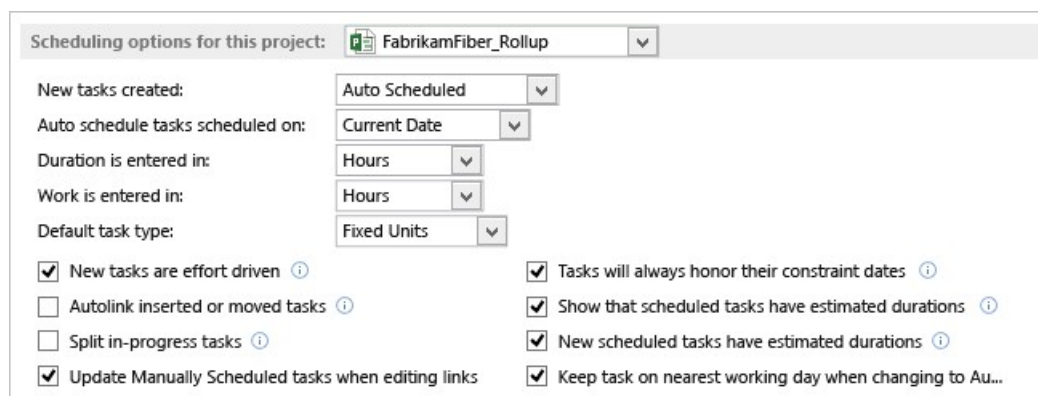 Scheduling options for this project: FabrikamFiber_Rollup
New tasks created: Auto Scheduled
Auto schedule tasks scheduled on: Current Date
Duration is entered in: Hours
Work is entered in: Hours
Default task type: Fixed Units
New tasks are effort driven
Tasks will always honor their constraint dates
Autolink inserted or moved tasks
Show that scheduled tasks have estimated durations
Split in-progress tasks
New scheduled tasks have estimated durations
Update Manually Scheduled tasks when editing links
Keep task on nearest working day when changing to Au...